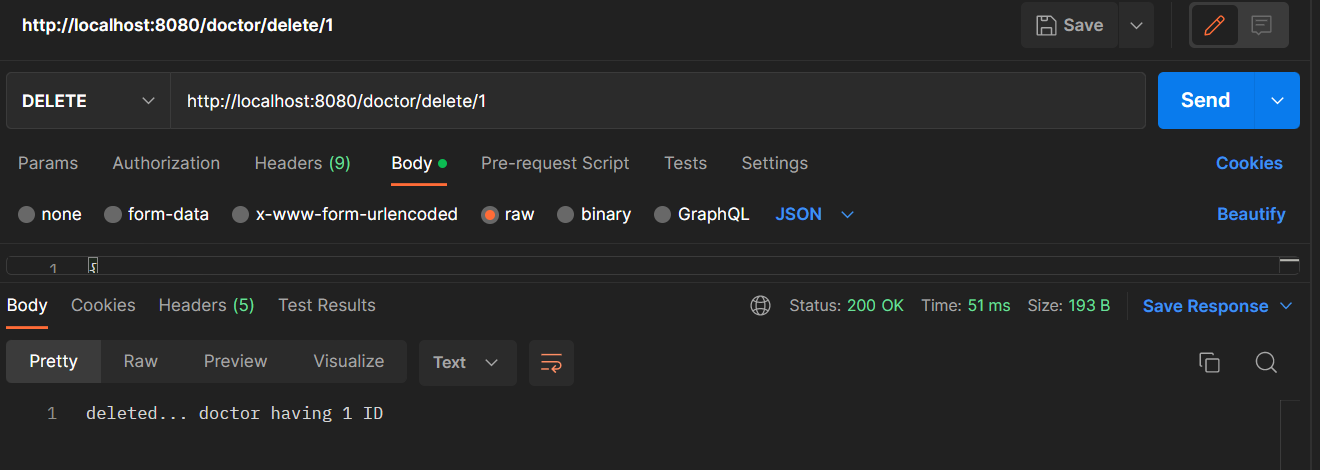 http://localhost:8080/doctor/delete/1
Save
DELETE http://localhost:8080/doctor/delete/1 Send
Params Authorization Headers (9) Body Pre-request Script Tests Settings Cookies
none form-data x-www-form-urlencoded raw binary GraphQL JSON Beautify
1 {
Body Cookies Headers (5) Test Results Status: 200 OK Time: 51 ms Size: 193 B Save Response
Pretty Raw Preview Visualize Text
1 deleted... doctor having 1 ID